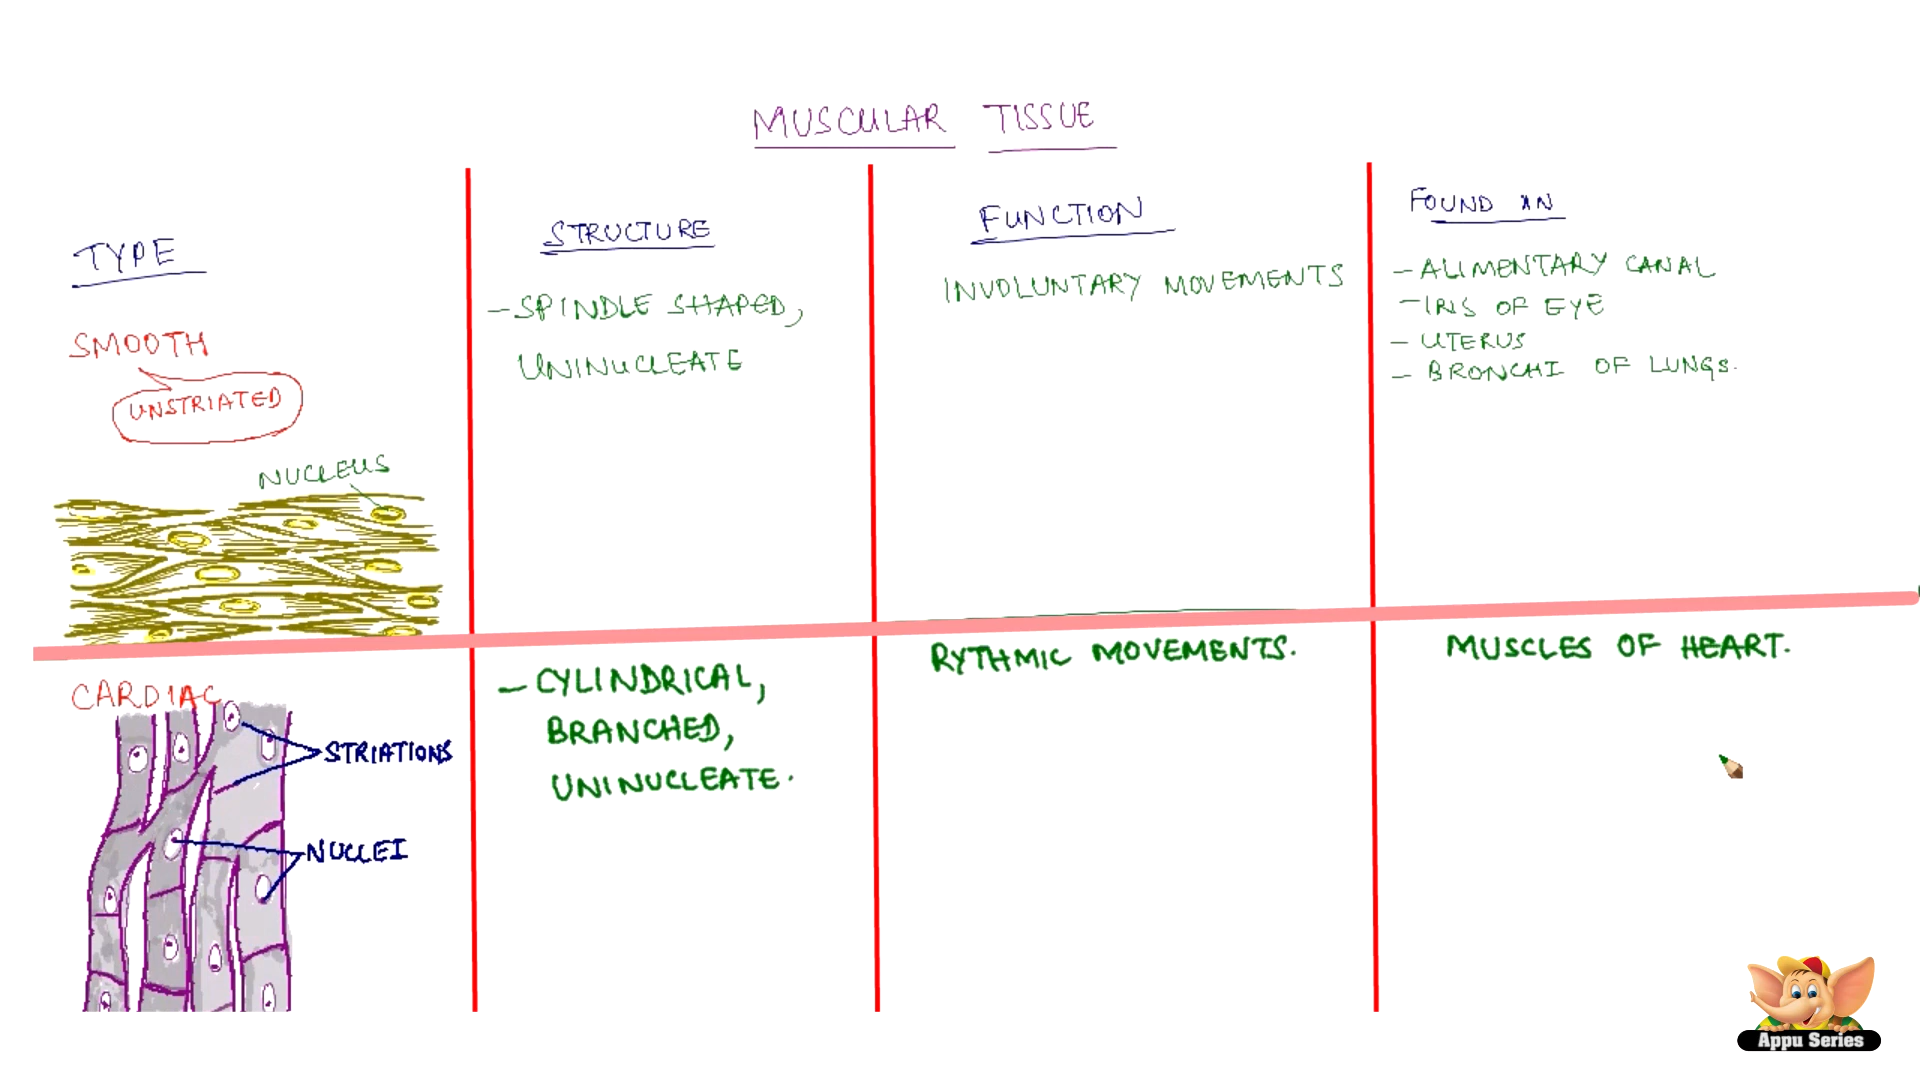 MUSCULAR TISSUE
TYPE
STRUCTURE
FUNCTION
FOUND IN
SMOOTH
UNSTRIATED
NUCLEUS
- SPINDLE SHAPED,
UNINUCLEATE
INVOLUNTARY MOVEMENTS
- ALIMENTARY CANAL
- IRIS OF EYE
- UTERUS
- BRONCHI OF LUNGS.
CARDIAC
STRIATIONS
NUCLEI
- CYLINDRICAL,
BRANCHED,
UNINUCLEATE.
RYTHMIC MOVEMENTS.
MUSCLES OF HEART.
Appu Series